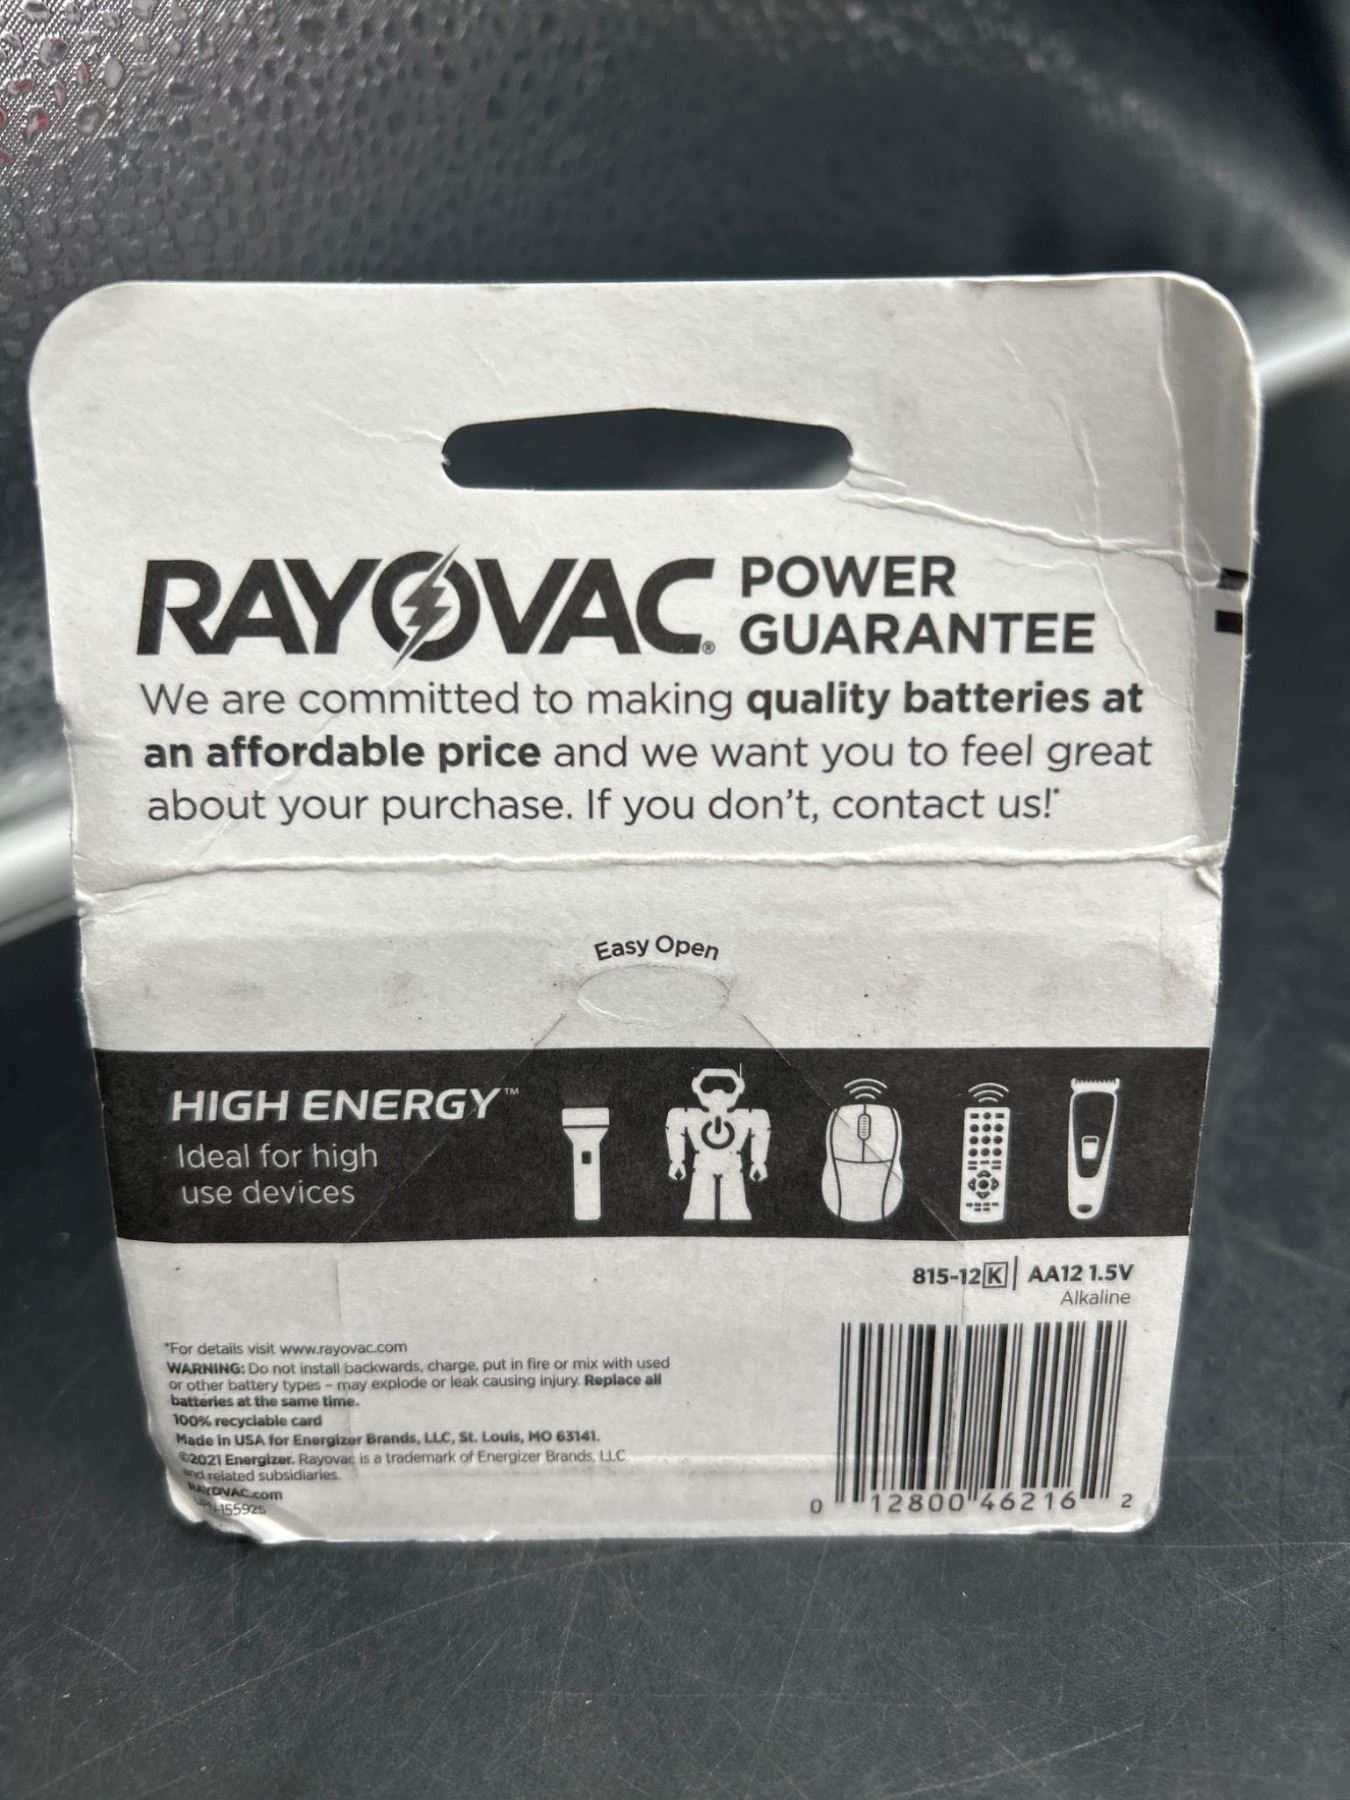 RAYOVAC®
POWER
GUARANTEE
We are committed to making quality batteries at
an affordable price and we want you to feel great
about your purchase. If you don't, contact us!*
Easy Open
HIGH ENERGY™
Ideal for high
use devices
815-12 K | AA12 1.5V
Alkaline
*For details visit www.rayovac.com
WARNING: Do not install backwards, charge, put in fire or mix with used
or other battery types – may explode or leak causing injury. Replace all
batteries at the same time.
100% recyclable card
Made in USA for Energizer Brands, LLC, St. Louis, MO 63141.
©2021 Energizer. Rayovac is a trademark of Energizer Brands, LLC
and related subsidiaries.
RAYOVAC.com
0 12800 46216 2